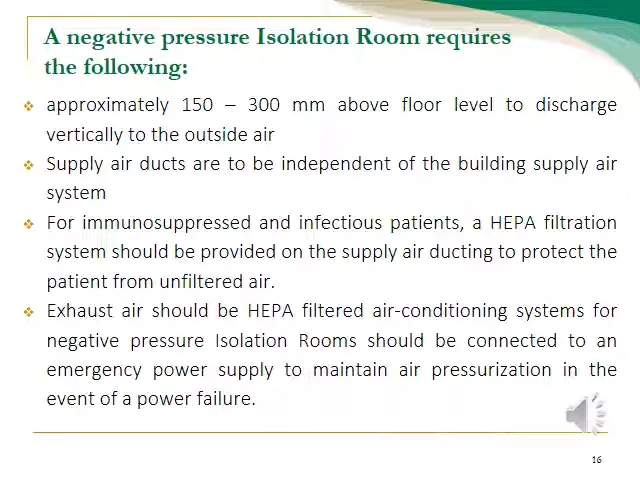 A negative pressure Isolation Room requires
the following:
approximately 150 – 300 mm above floor level to discharge
vertically to the outside air
Supply air ducts are to be independent of the building supply air
system
For immunosuppressed and infectious patients, a HEPA filtration
system should be provided on the supply air ducting to protect the
patient from unfiltered air.
Exhaust air should be HEPA filtered air-conditioning systems for
negative pressure Isolation Rooms should be connected to an
emergency power supply to maintain air pressurization in the
event of a power failure.
16